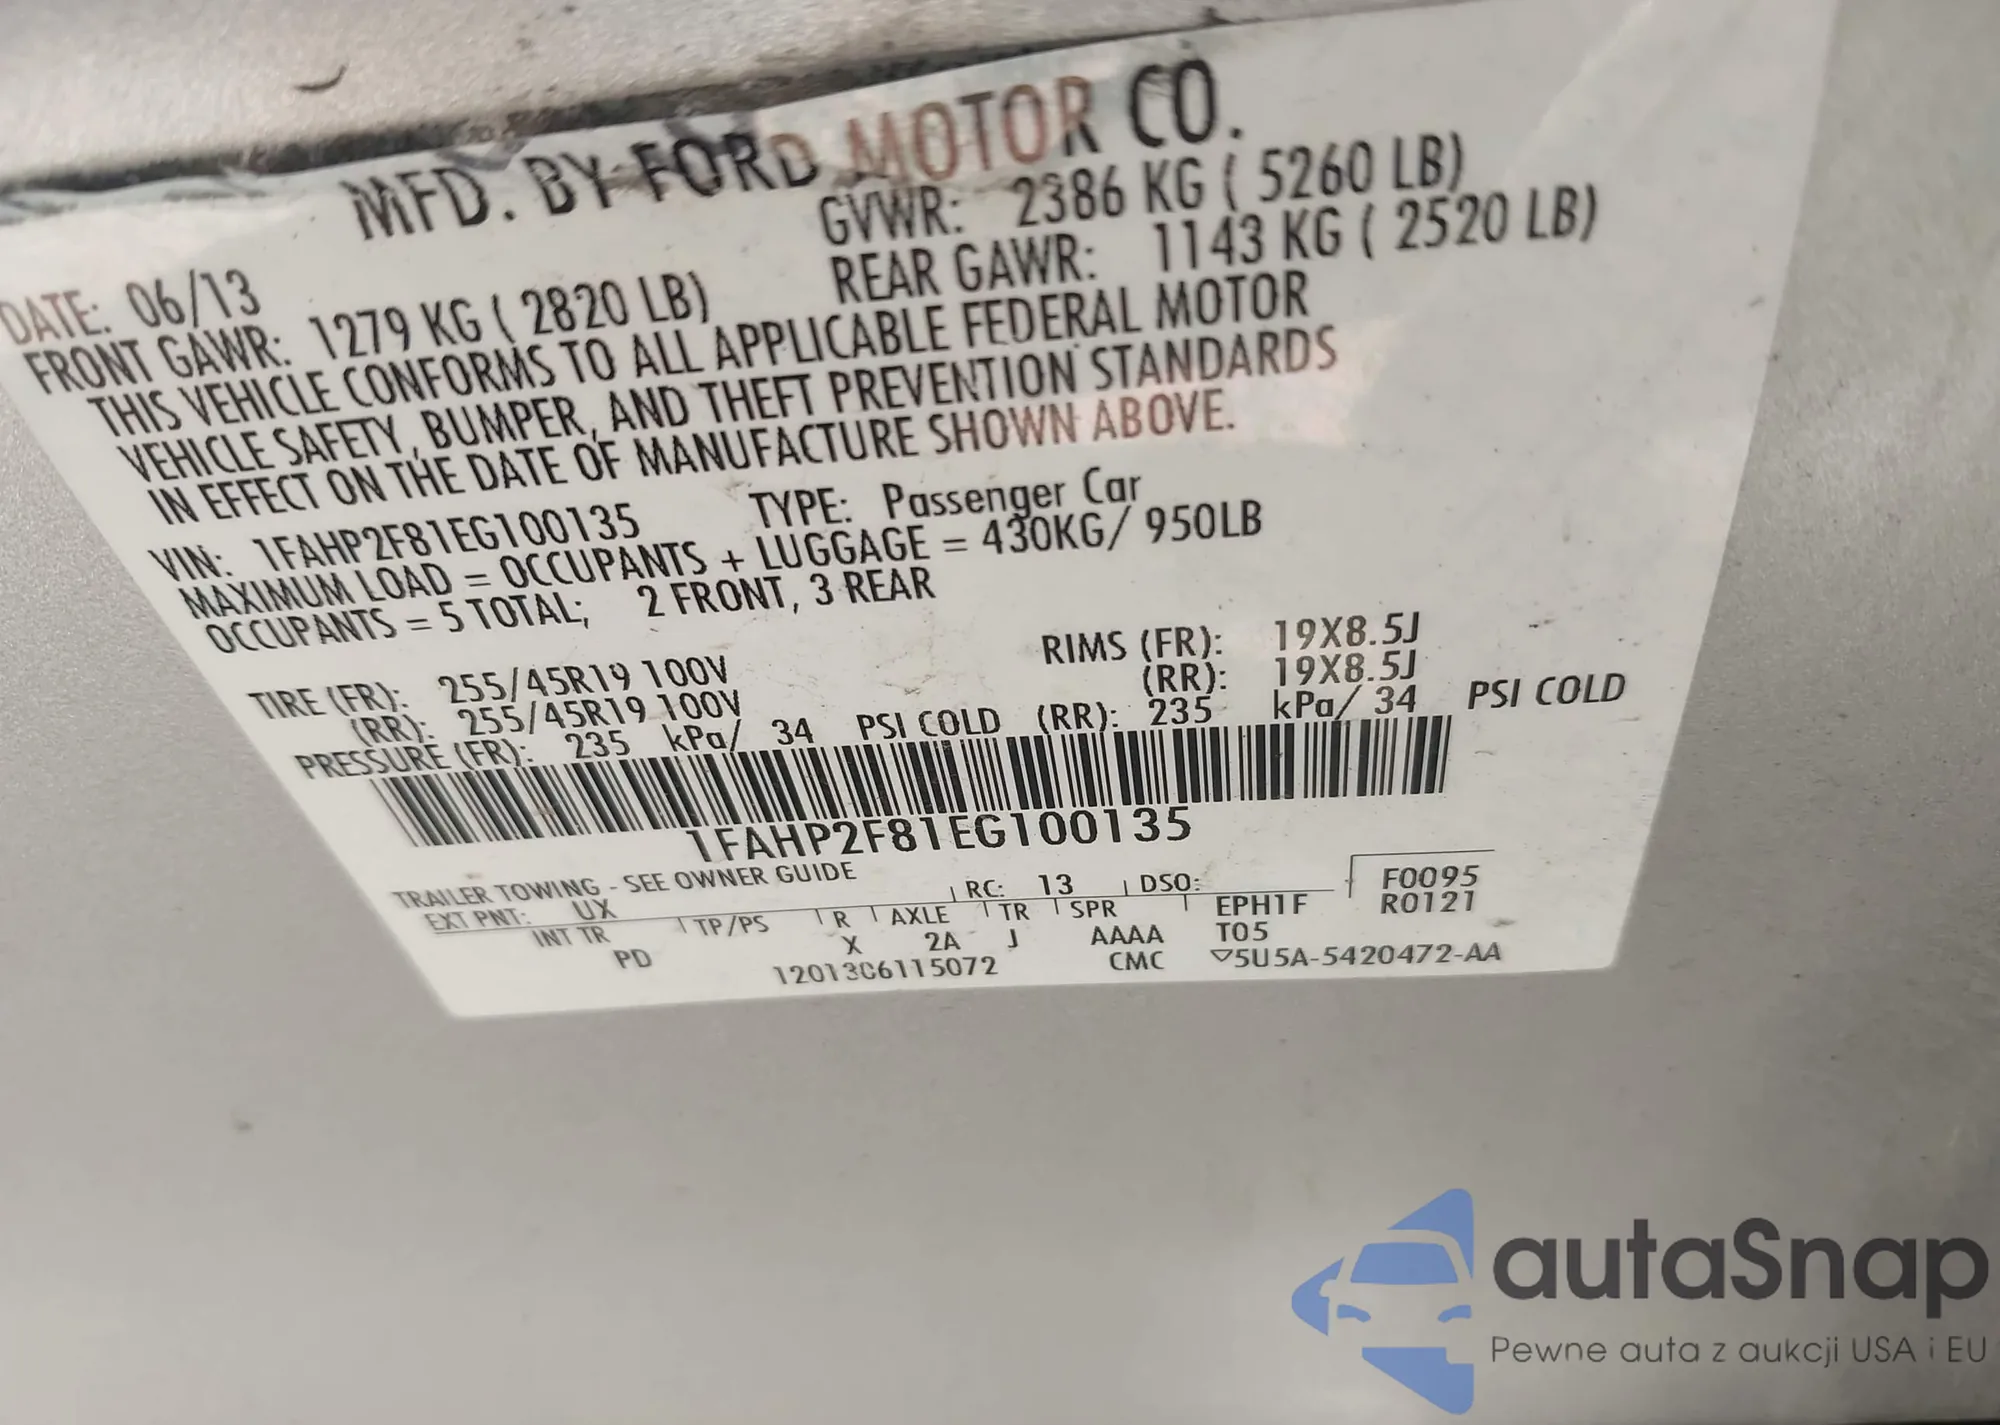 MFD. BY FORD MOTOR CO.
DATE: 06/13 GVWR: 2386 KG ( 5260 LB)
FRONT GAWR: 1279 KG ( 2820 LB) REAR GAWR: 1143 KG ( 2520 LB)
THIS VEHICLE CONFORMS TO ALL APPLICABLE FEDERAL MOTOR
VEHICLE SAFETY, BUMPER, AND THEFT PREVENTION STANDARDS
IN EFFECT ON THE DATE OF MANUFACTURE SHOWN ABOVE.
VIN: 1FAHP2F81EG100135 TYPE: Passenger Car
MAXIMUM LOAD = OCCUPANTS + LUGGAGE = 430KG/ 950LB
OCCUPANTS = 5 TOTAL; 2 FRONT, 3 REAR
TIRE (FR): 255/45R19 100V RIMS (FR): 19X8.5J
(RR): 255/45R19 100V (RR): 19X8.5J
PRESSURE (FR): 235 kPa/ 34 PSI COLD (RR): 235 kPa/ 34 PSI COLD
1FAHP2F81EG100135
TRAILER TOWING - SEE OWNER GUIDE
EXT PNT: UX RC: 13 DSO: F0095
INT TR TP/PS R AXLE TR SPR EPH1F R0121
PD X 2A J AAAA T05
1201306115072 CMC ▽5U5A-5420472-AA
autaSnap
Pewne auta z aukcji USA i EU